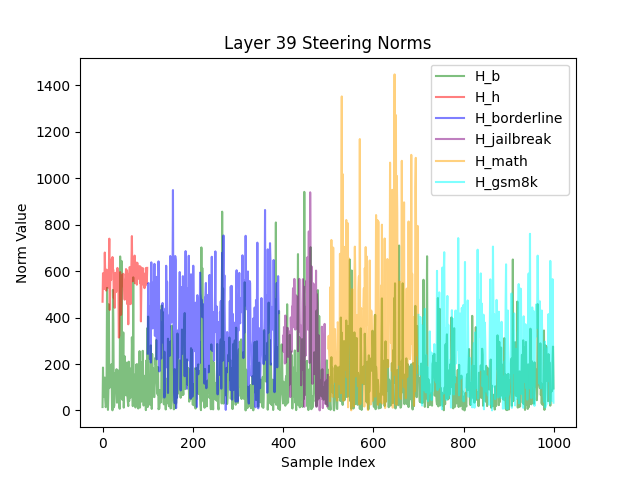 Layer 39 Steering Norms
Norm Value
1400
1200
1000
800
600
400
200
0
H_b
H_h
H_borderline
H_jailbreak
H_math
H_gsm8k
0
200
400
600
800
1000
Sample Index